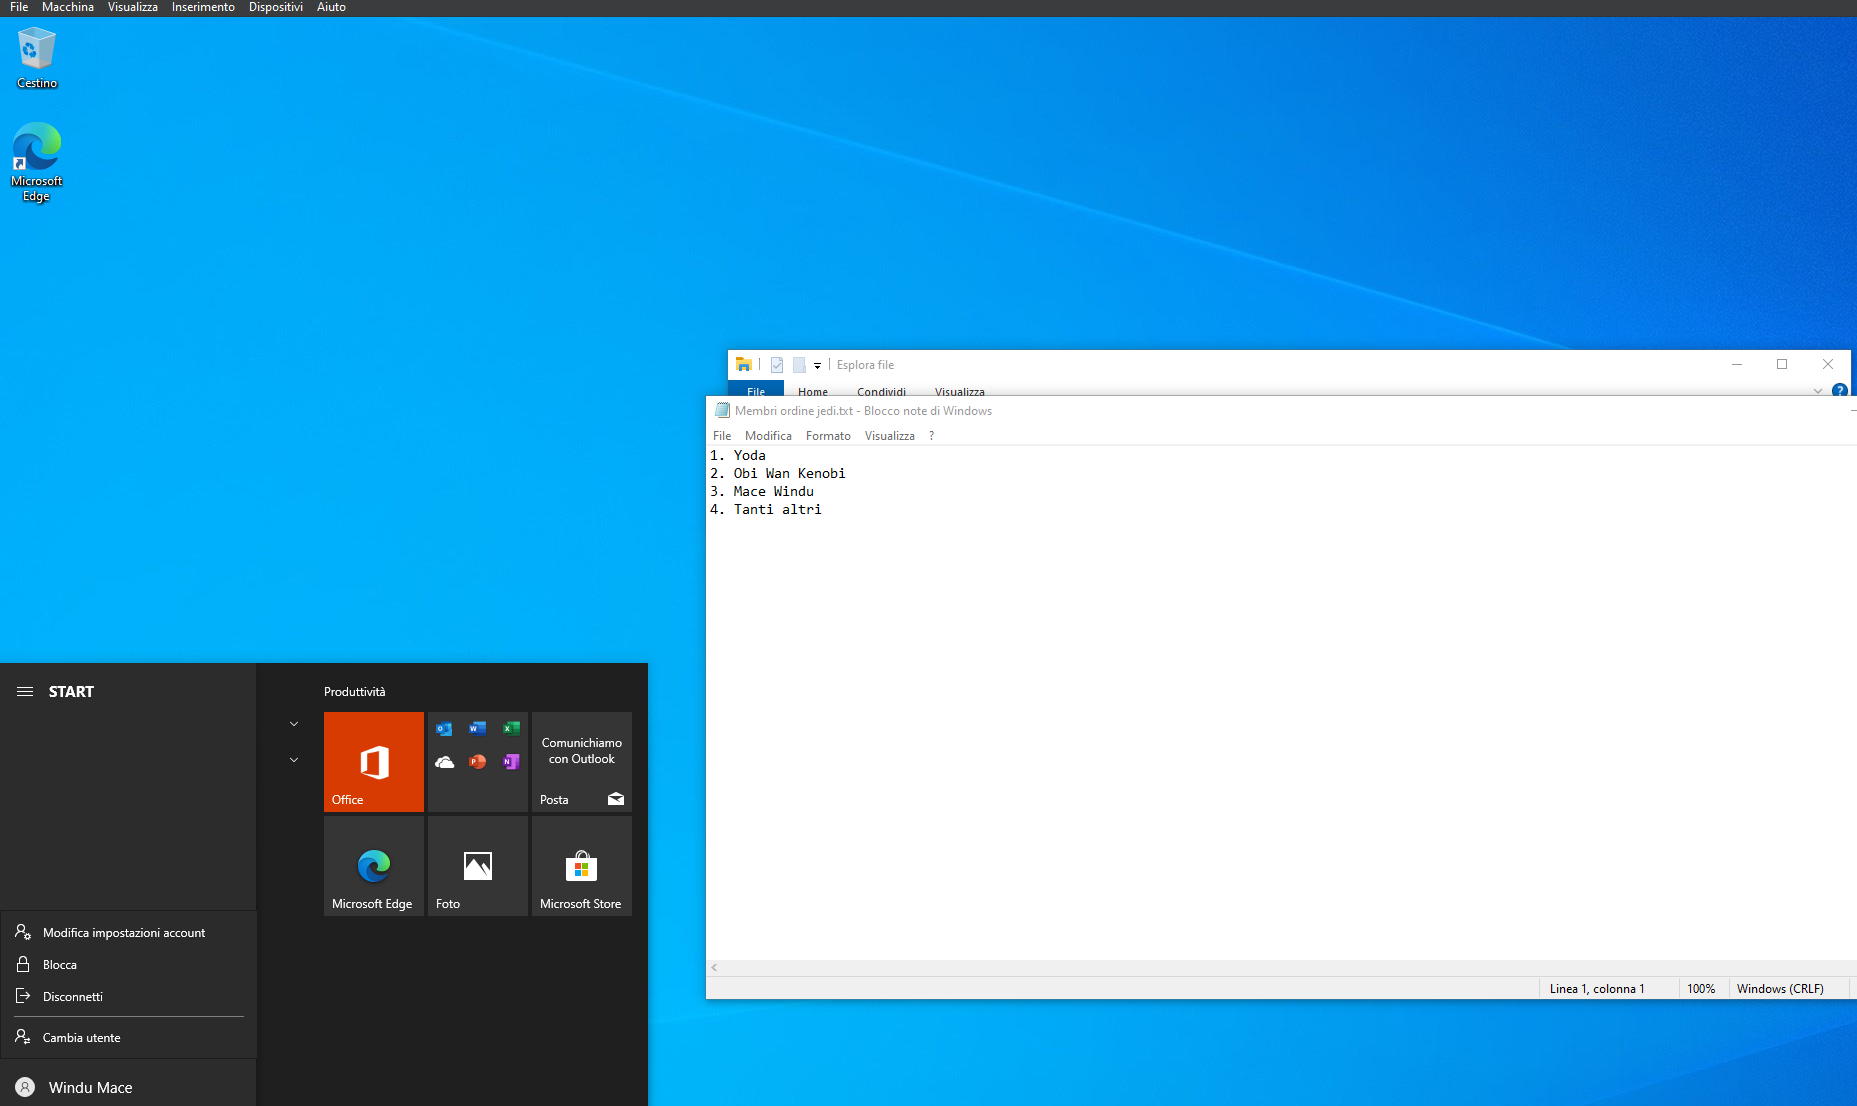 File Macchina Visualizza Inserimento Dispositivi Aiuto
Cestino
Microsoft
Edge
Esplora file
File Home Condividi Visualizza
Membri ordine jedi.txt - Blocco note di Windows
File Modifica Formato Visualizza ?
1. Yoda
2. Obi Wan Kenobi
3. Mace Windu
4. Tanti altri
Linea 1, colonna 1 100% Windows (CRLF)
START
Modifica impostazioni account
Blocca
Disconnetti
Cambia utente
Windu Mace
Produttività
Office
Comunichiamo
con Outlook
Posta
Microsoft Edge
Foto
Microsoft Store